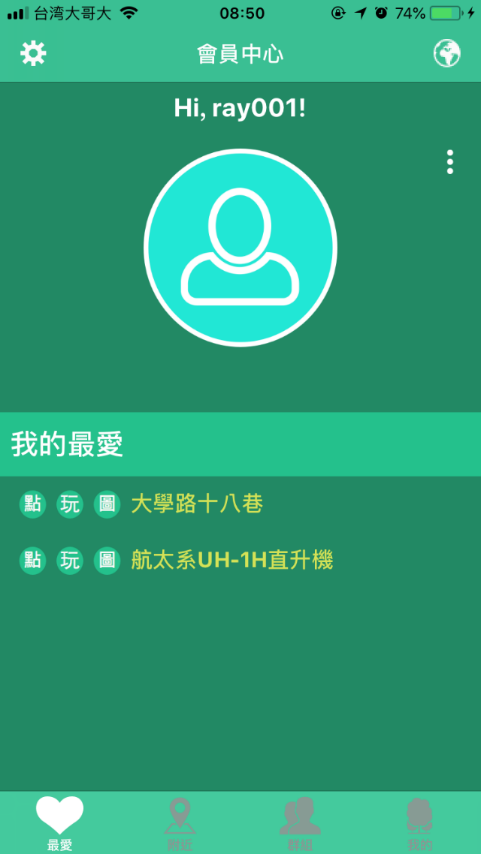 台湾大哥大 08:50 74%
會員中心
Hi, ray001!
我的最愛
點 玩 圖 大學路十八巷
點 玩 圖 航太系UH-1H直升機
最愛 附近 群組 我的